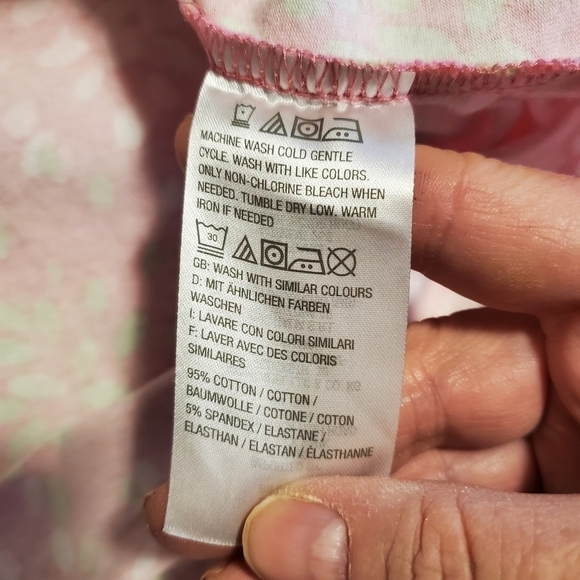 MACHINE WASH COLD GENTLE
CYCLE. WASH WITH LIKE COLORS.
ONLY NON-CHLORINE BLEACH WHEN
NEEDED. TUMBLE DRY LOW. WARM
IRON IF NEEDED
30
GB: WASH WITH SIMILAR COLOURS
D: MIT ÄHNLICHEN FARBEN
WASCHEN
I: LAVARE CON COLORI SIMILARI
F: LAVER AVEC DES COLORIS
SIMILAIRES
95% COTTON / COTTON /
BAUMWOLLE / COTONE / COTON
5% SPANDEX / ELASTANE /
ELASTHAN / ELASTAN / ÉLASTHANNE